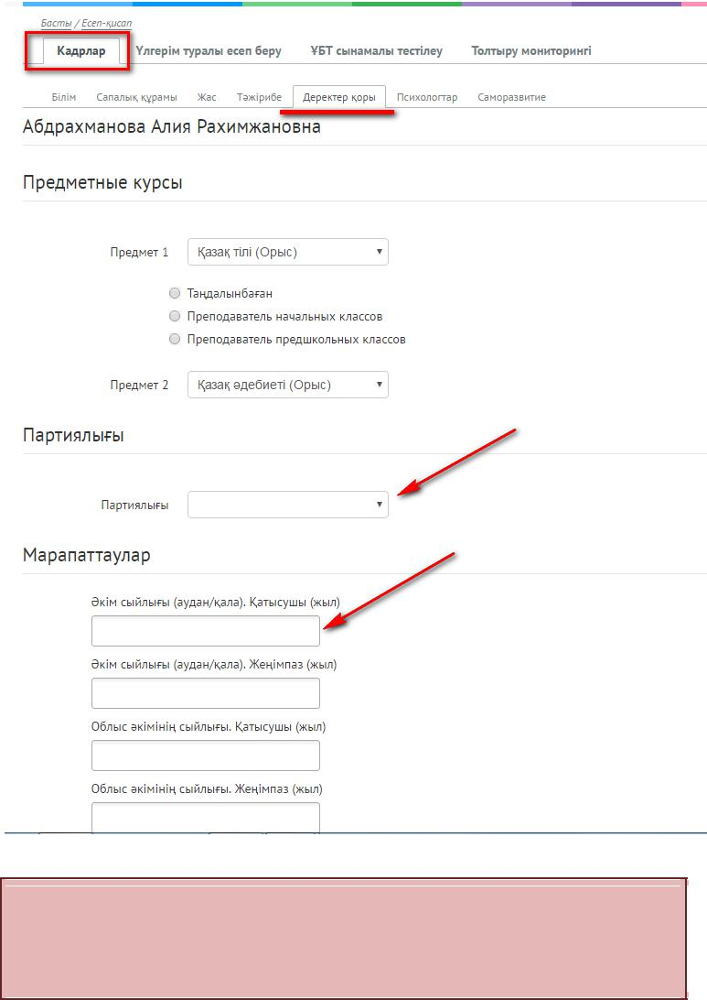 Басты / Есеп-қисап
Кадрлар Үлгерім туралы есеп беру ҰБТ сынамалы тестілеу Толтыру мониторингі
Білім Сапалық құрамы Жас Тәжірибе Деректер қоры Психологтар Саморазвитие
Абдрахманова Алия Рахимжановна
Предметные курсы
Предмет 1 Қазақ тілі (Орыс)
Таңдалынбаған
Преподаватель начальных классов
Преподаватель предшкольных классов
Предмет 2 Қазақ әдебиеті (Орыс)
Партиялығы
Партиялығы
Марапаттаулар
Әкім сыйлығы (аудан/қала). Қатысушы (жыл)
Әкім сыйлығы (аудан/қала). Жеңімпаз (жыл)
Облыс әкімінің сыйлығы. Қатысушы (жыл)
Облыс әкімінің сыйлығы. Жеңімпаз (жыл)